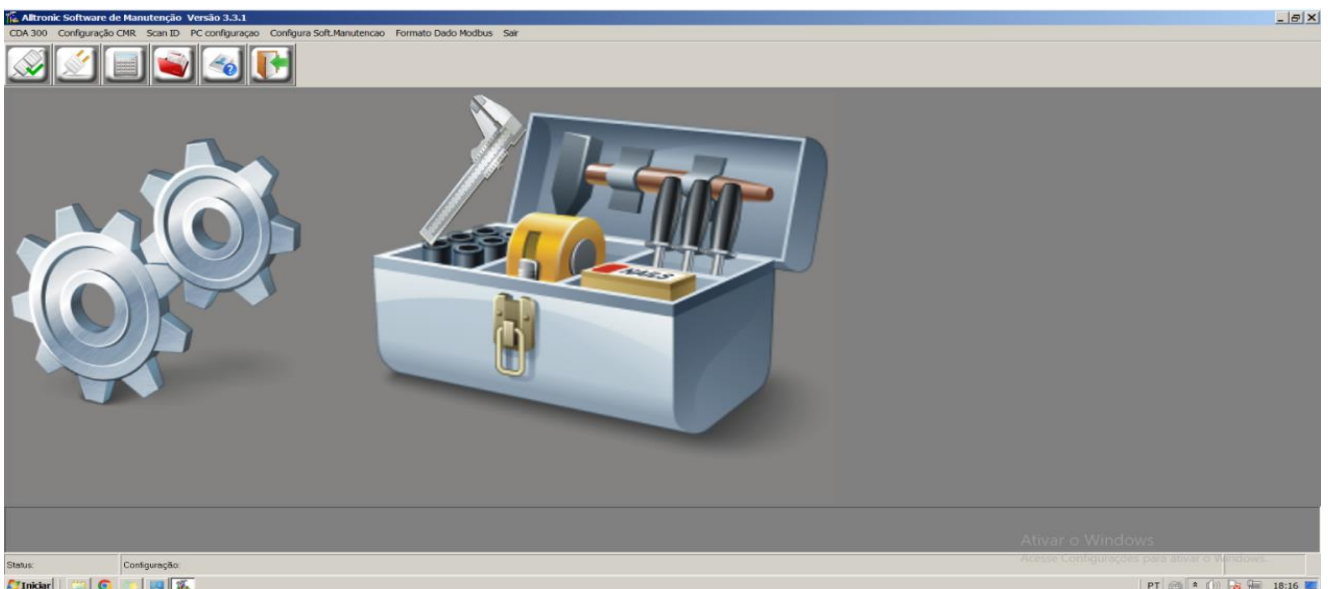 Alltronic Software de Manutenção Versão 3.3.1
CDA 300 Configuração CMR Scan ID PC configuraçao Configura Soft.Manutencao Formato Dado Modbus Sair
NAILS
Ativar o Windows
Acesse Configurações para ativar o Windows.
Status: Configuração:
Iniciar PT 18:16